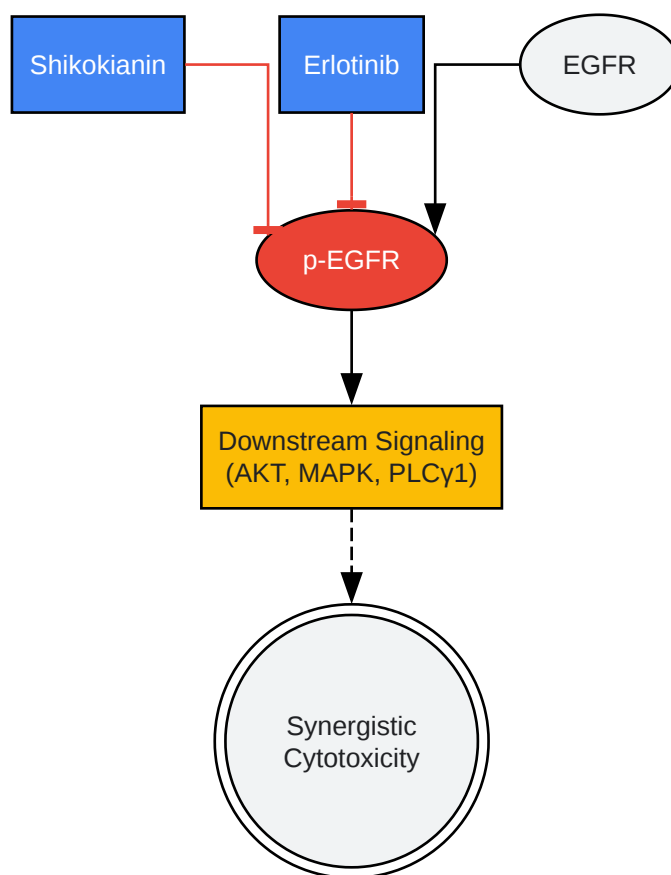 Shikokianin
Erlotinib
EGFR
p-EGFR
Downstream Signaling
(AKT, MAPK, PLCγ1)
Synergistic
Cytotoxicity